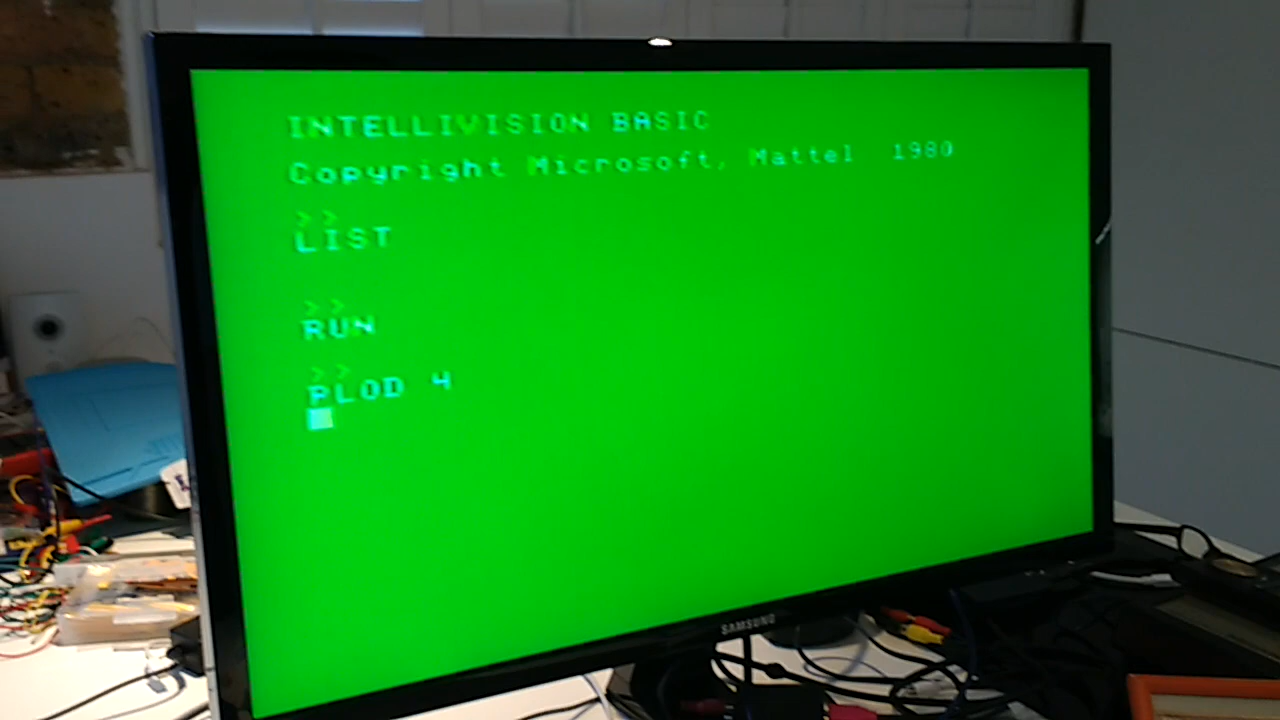 INTELLIVISION BASIC
Copyright Microsoft, Mattel  1980
>>
LIST
>>
RUN
>>
PLOD 4
SAMSUNG